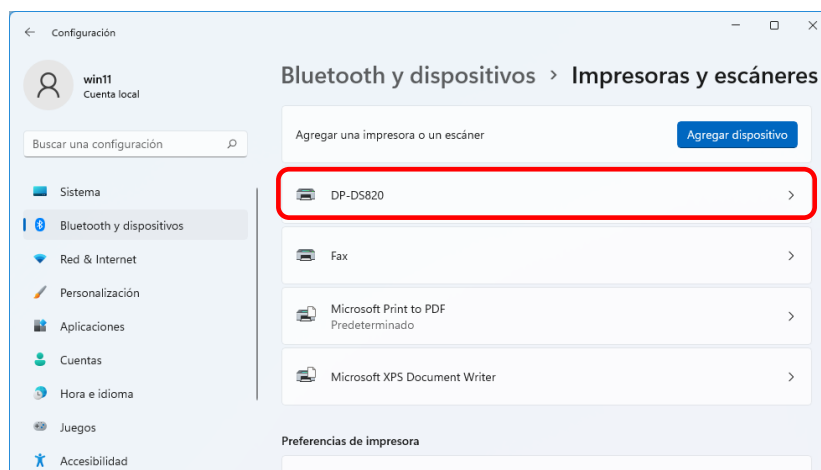 Configuración
win11
Cuenta local
Buscar una configuración
Sistema
Bluetooth y dispositivos
Red & Internet
Personalización
Aplicaciones
Cuentas
Hora e idioma
Juegos
Accesibilidad
Bluetooth y dispositivos > Impresoras y escáneres
Agregar una impresora o un escáner
Agregar dispositivo
DP-DS820
Fax
Microsoft Print to PDF
Predeterminado
Microsoft XPS Document Writer
Preferencias de impresora